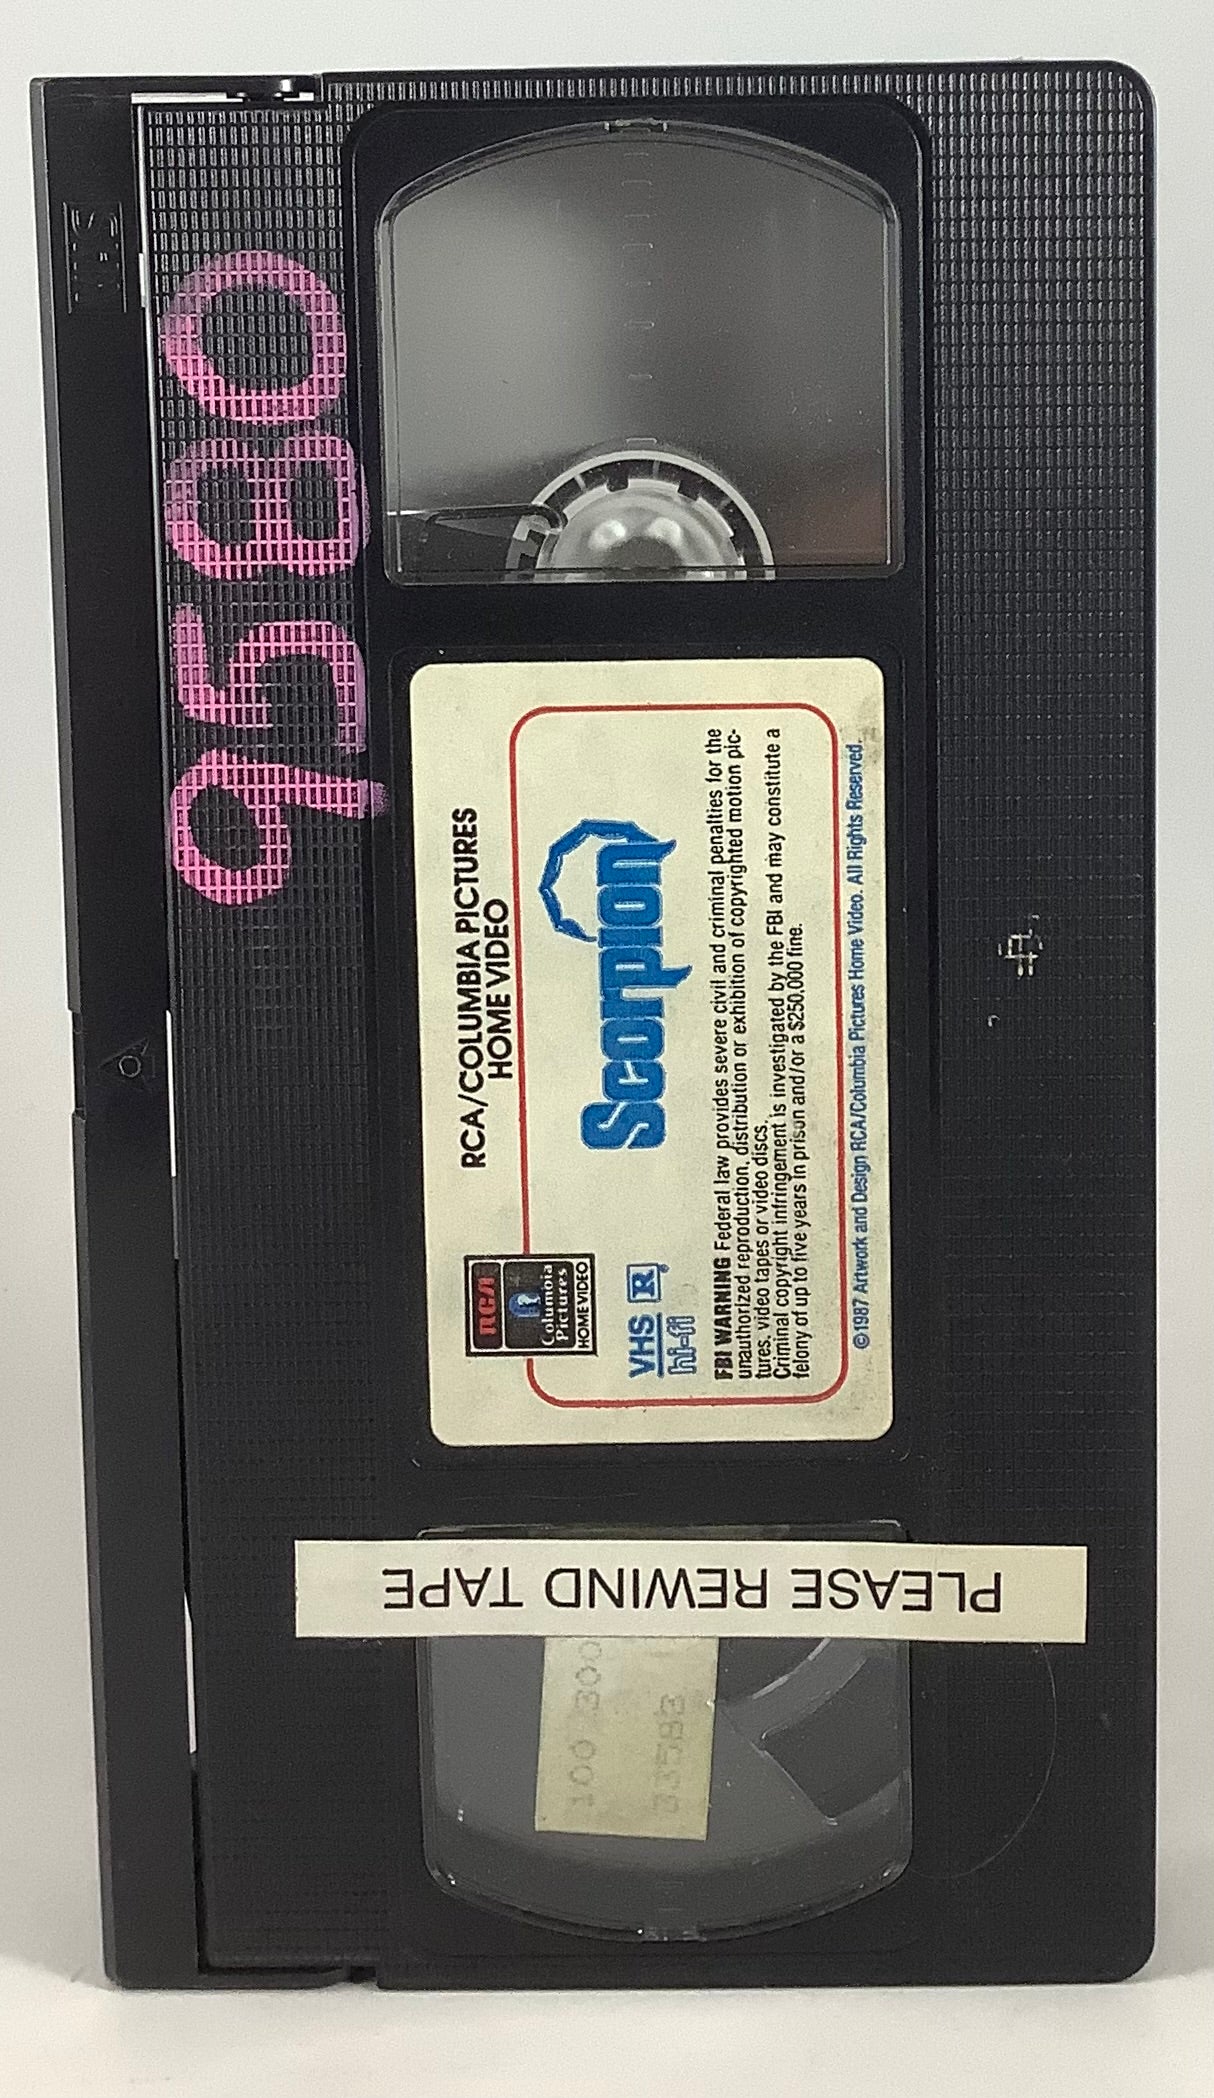 95580
RCA/COLUMBIA PICTURES
HOME VIDEO
RCA
Columbia
Pictures
HOME VIDEO
Scorpion
VHS R
hi-fi
FBI WARNING Federal law provides severe civil and criminal penalties for the
unauthorized reproduction, distribution or exhibition of copyrighted motion pic-
tures, video tapes or video discs.
Criminal copyright infringement is investigated by the FBI and may constitute a
felony of up to five years in prison and/or a $250,000 fine.
©1987 Artwork and Design RCA/Columbia Pictures Home Video. All Rights Reserved.
PLEASE REWIND TAPE
VHS